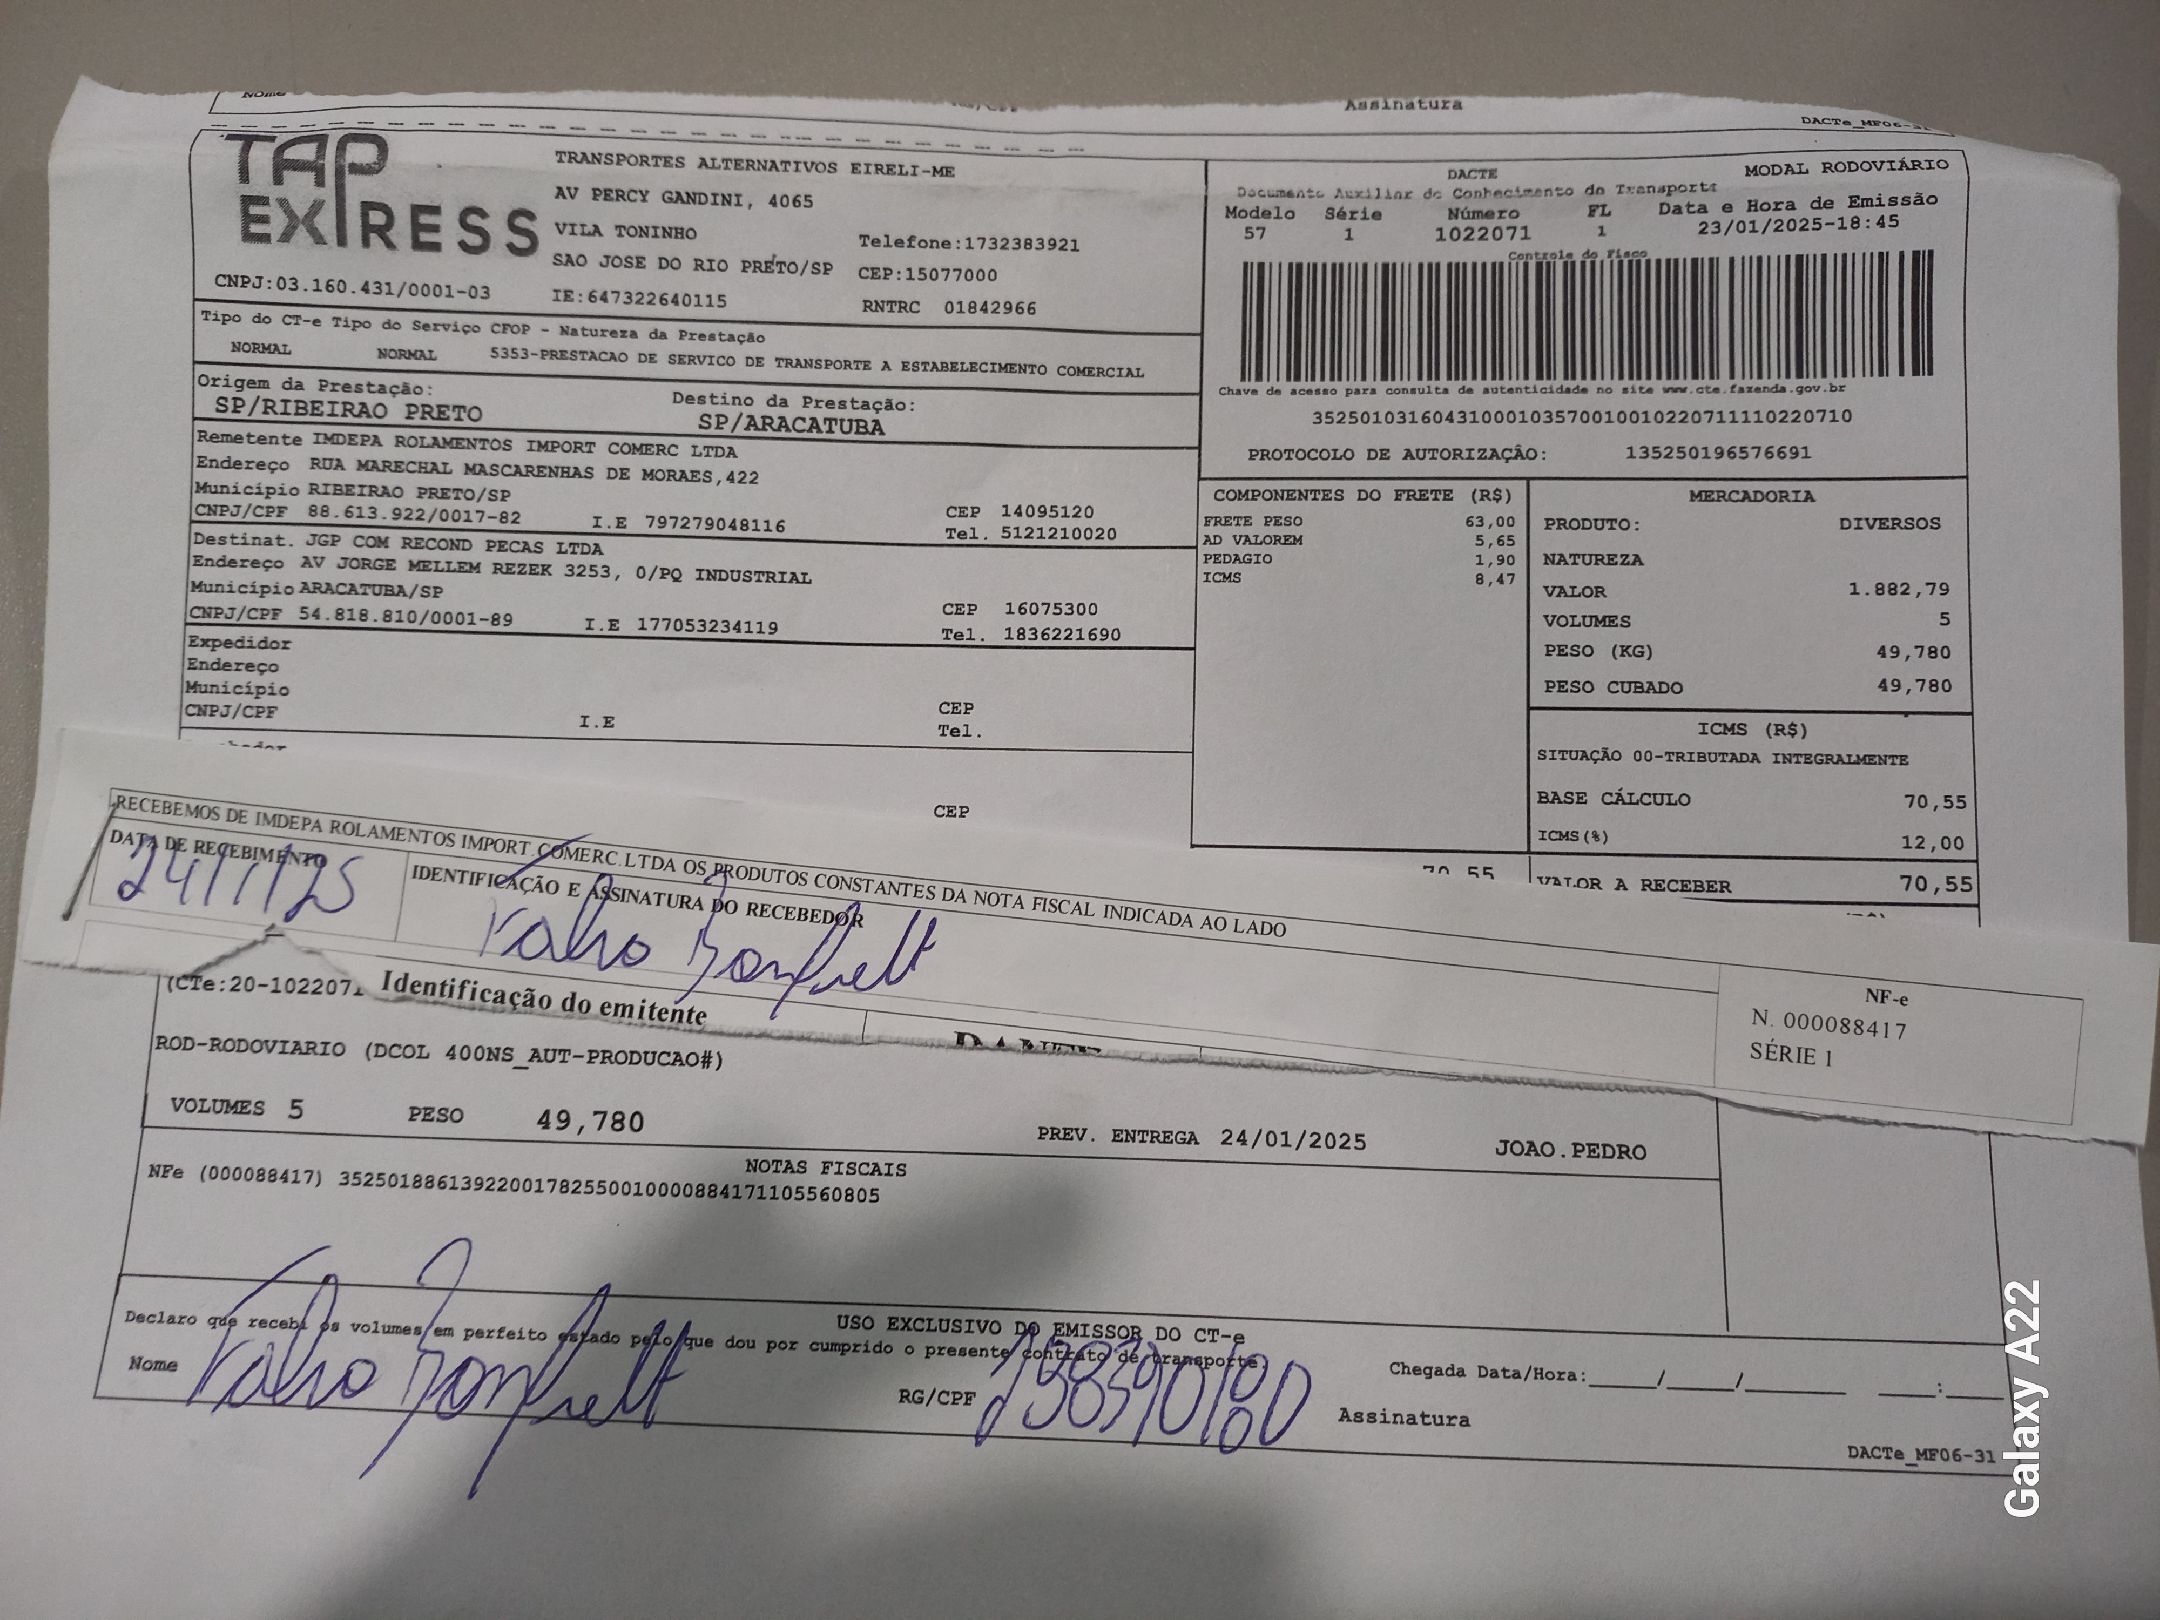 Nome
Assinatura
DACTe_MF06-31
TAP
EXPRESS
TRANSPORTES ALTERNATIVOS EIRELI-ME
AV PERCY GANDINI, 4065
VILA TONINHO
Telefone:1732383921
SAO JOSE DO RIO PRETO/SP CEP:15077000
CNPJ:03.160.431/0001-03 IE:647322640115 RNTRC 01842966
DACTE MODAL RODOVIÁRIO
Documento Auxiliar do Conhecimento do Transporte
Modelo Série Número FL Data e Hora de Emissão
57 1 1022071 1 23/01/2025-18:45
Controle do Fisco
Chave de acesso para consulta de autenticidade no site www.cte.fazenda.gov.br
35250103160431000103570010010220711110220710
PROTOCOLO DE AUTORIZAÇÃO: 135250196576691
Tipo do CT-e Tipo do Serviço CFOP - Natureza da Prestação
NORMAL NORMAL 5353-PRESTACAO DE SERVICO DE TRANSPORTE A ESTABELECIMENTO COMERCIAL
Origem da Prestação: Destino da Prestação:
SP/RIBEIRAO PRETO SP/ARACATUBA
Remetente IMDEPA ROLAMENTOS IMPORT COMERC LTDA
Endereço RUA MARECHAL MASCARENHAS DE MORAES,422
Município RIBEIRAO PRETO/SP CEP 14095120
CNPJ/CPF 88.613.922/0017-82 I.E 797279048116 Tel. 5121210020
Destinat. JGP COM RECOND PECAS LTDA
Endereço AV JORGE MELLEM REZEK 3253, 0/PQ INDUSTRIAL
Município ARACATUBA/SP CEP 16075300
CNPJ/CPF 54.818.810/0001-89 I.E 177053234119 Tel. 1836221690
Expedidor
Endereço
Município CEP
CNPJ/CPF I.E Tel.
CEP
COMPONENTES DO FRETE (R$)
FRETE PESO 63,00
AD VALOREM 5,65
PEDAGIO 1,90
ICMS 8,47
70,55
MERCADORIA
PRODUTO: DIVERSOS
NATUREZA
VALOR 1.882,79
VOLUMES 5
PESO (KG) 49,780
PESO CUBADO 49,780
ICMS (R$)
SITUAÇÃO 00-TRIBUTADA INTEGRALMENTE
BASE CÁLCULO 70,55
ICMS(%) 12,00
VALOR A RECEBER 70,55
RECEBEMOS DE IMDEPA ROLAMENTOS IMPORT.COMERC.LTDA OS PRODUTOS CONSTANTES DA NOTA FISCAL INDICADA AO LADO
DATA DE RECEBIMENTO IDENTIFICAÇÃO E ASSINATURA DO RECEBEDOR
24/1/25
NF-e
N. 000088417
SÉRIE 1
Identificação do emitente
(CTe:20-1022071
ROD-RODOVIARIO (DCOL 400NS_AUT-PRODUCAO#)
VOLUMES 5 PESO 49,780 PREV. ENTREGA 24/01/2025 JOAO.PEDRO
NOTAS FISCAIS
NFe (000088417) 35250188613922001782550010000884171105560805
USO EXCLUSIVO DO EMISSOR DO CT-e
Declaro que recebi os volumes em perfeito estado pelo que dou por cumprido o presente contrato de transporte.
Nome RG/CPF Chegada Data/Hora:____/____/______ ____:____
Assinatura
DACTe_MF06-31
Galaxy A22